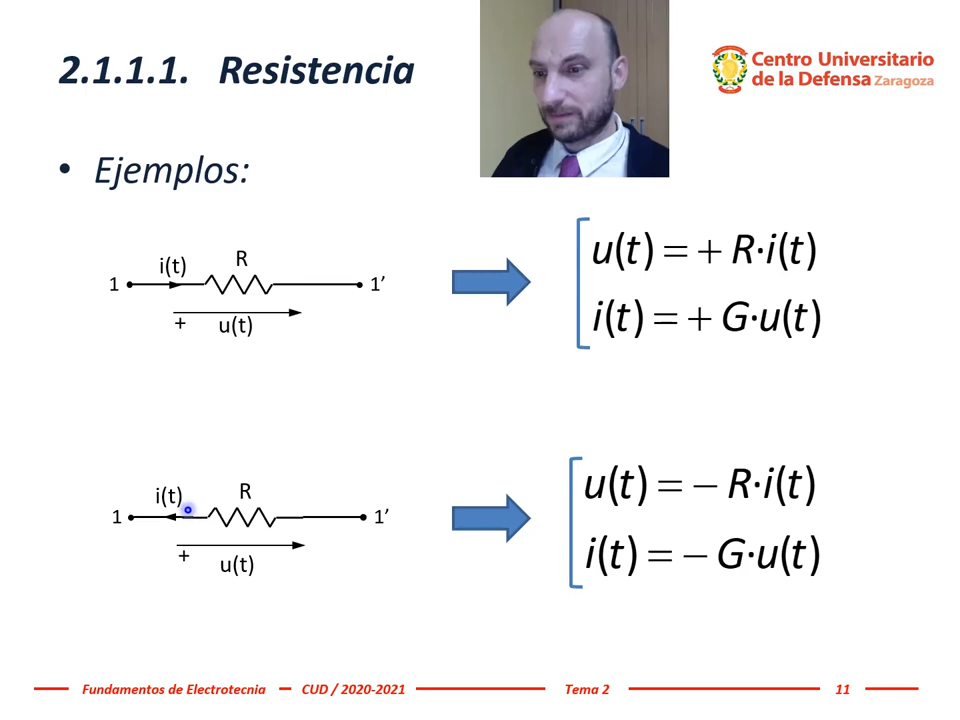 2.1.1.1. Resistencia
Centro Universitario
de la Defensa Zaragoza
• Ejemplos:
i(t) R
1 1’
+ u(t)
u(t) = + R·i(t)
i(t) = + G·u(t)
i(t) R
1 1’
+ u(t)
u(t) = − R·i(t)
i(t) = − G·u(t)
Fundamentos de Electrotecnia CUD / 2020-2021 Tema 2 11